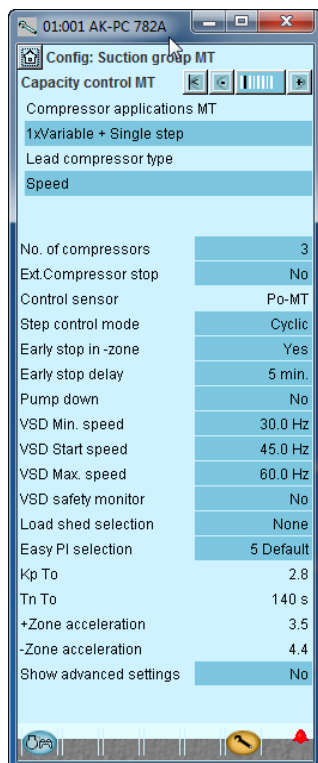 01:001 AK-PC 782A
Config: Suction group MT
Capacity control MT
Compressor applications MT
1xVariable + Single step
Lead compressor type
Speed
No. of compressors 3
Ext.Compressor stop No
Control sensor Po-MT
Step control mode Cyclic
Early stop in -zone Yes
Early stop delay 5 min.
Pump down No
VSD Min. speed 30.0 Hz
VSD Start speed 45.0 Hz
VSD Max. speed 60.0 Hz
VSD safety monitor No
Load shed selection None
Easy PI selection 5 Default
Kp To 2.8
Tn To 140 s
+Zone acceleration 3.5
-Zone acceleration 4.4
Show advanced settings No